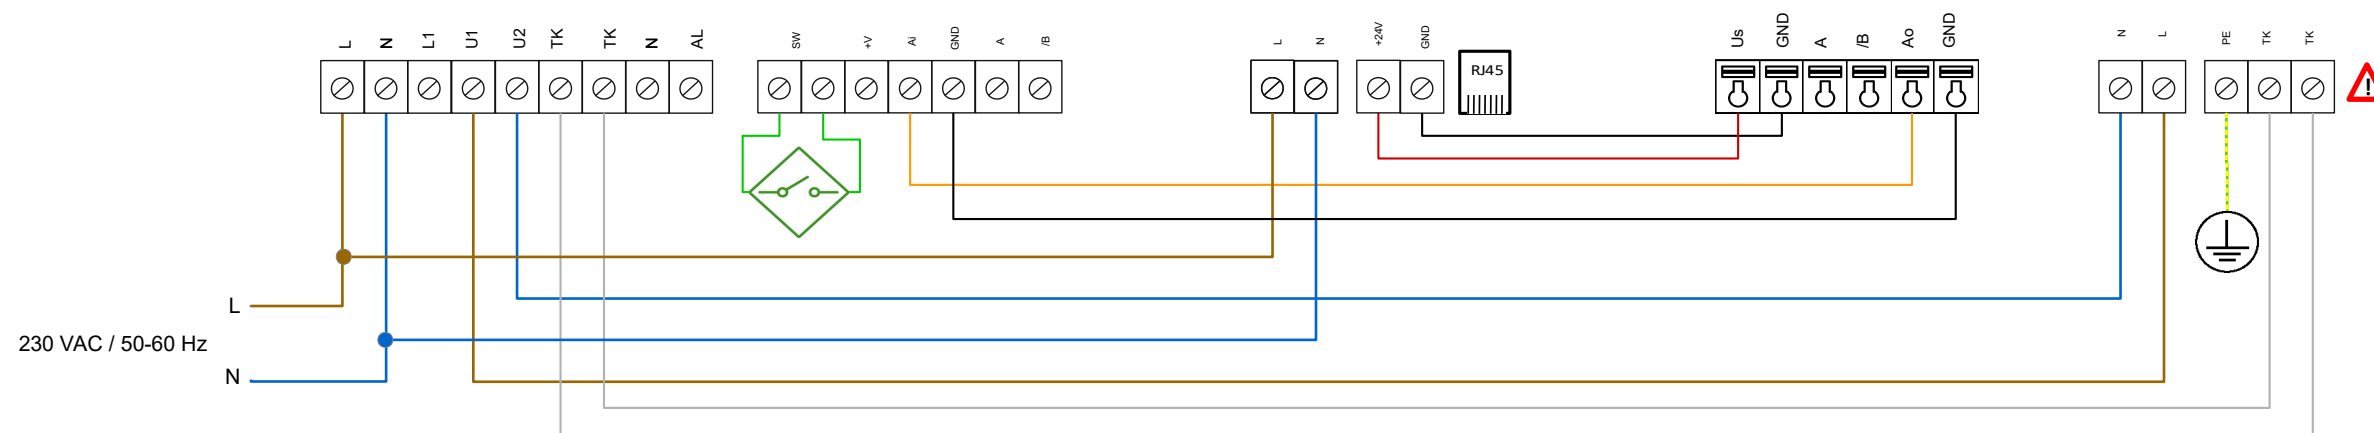 L N L1 U1 U2 TK TK N AL
SW +V Ai GND A /B
L N
+24V GND
RJ45
Us GND A /B Ao GND
N L
PE TK TK
!
L
230 VAC / 50-60 Hz
N